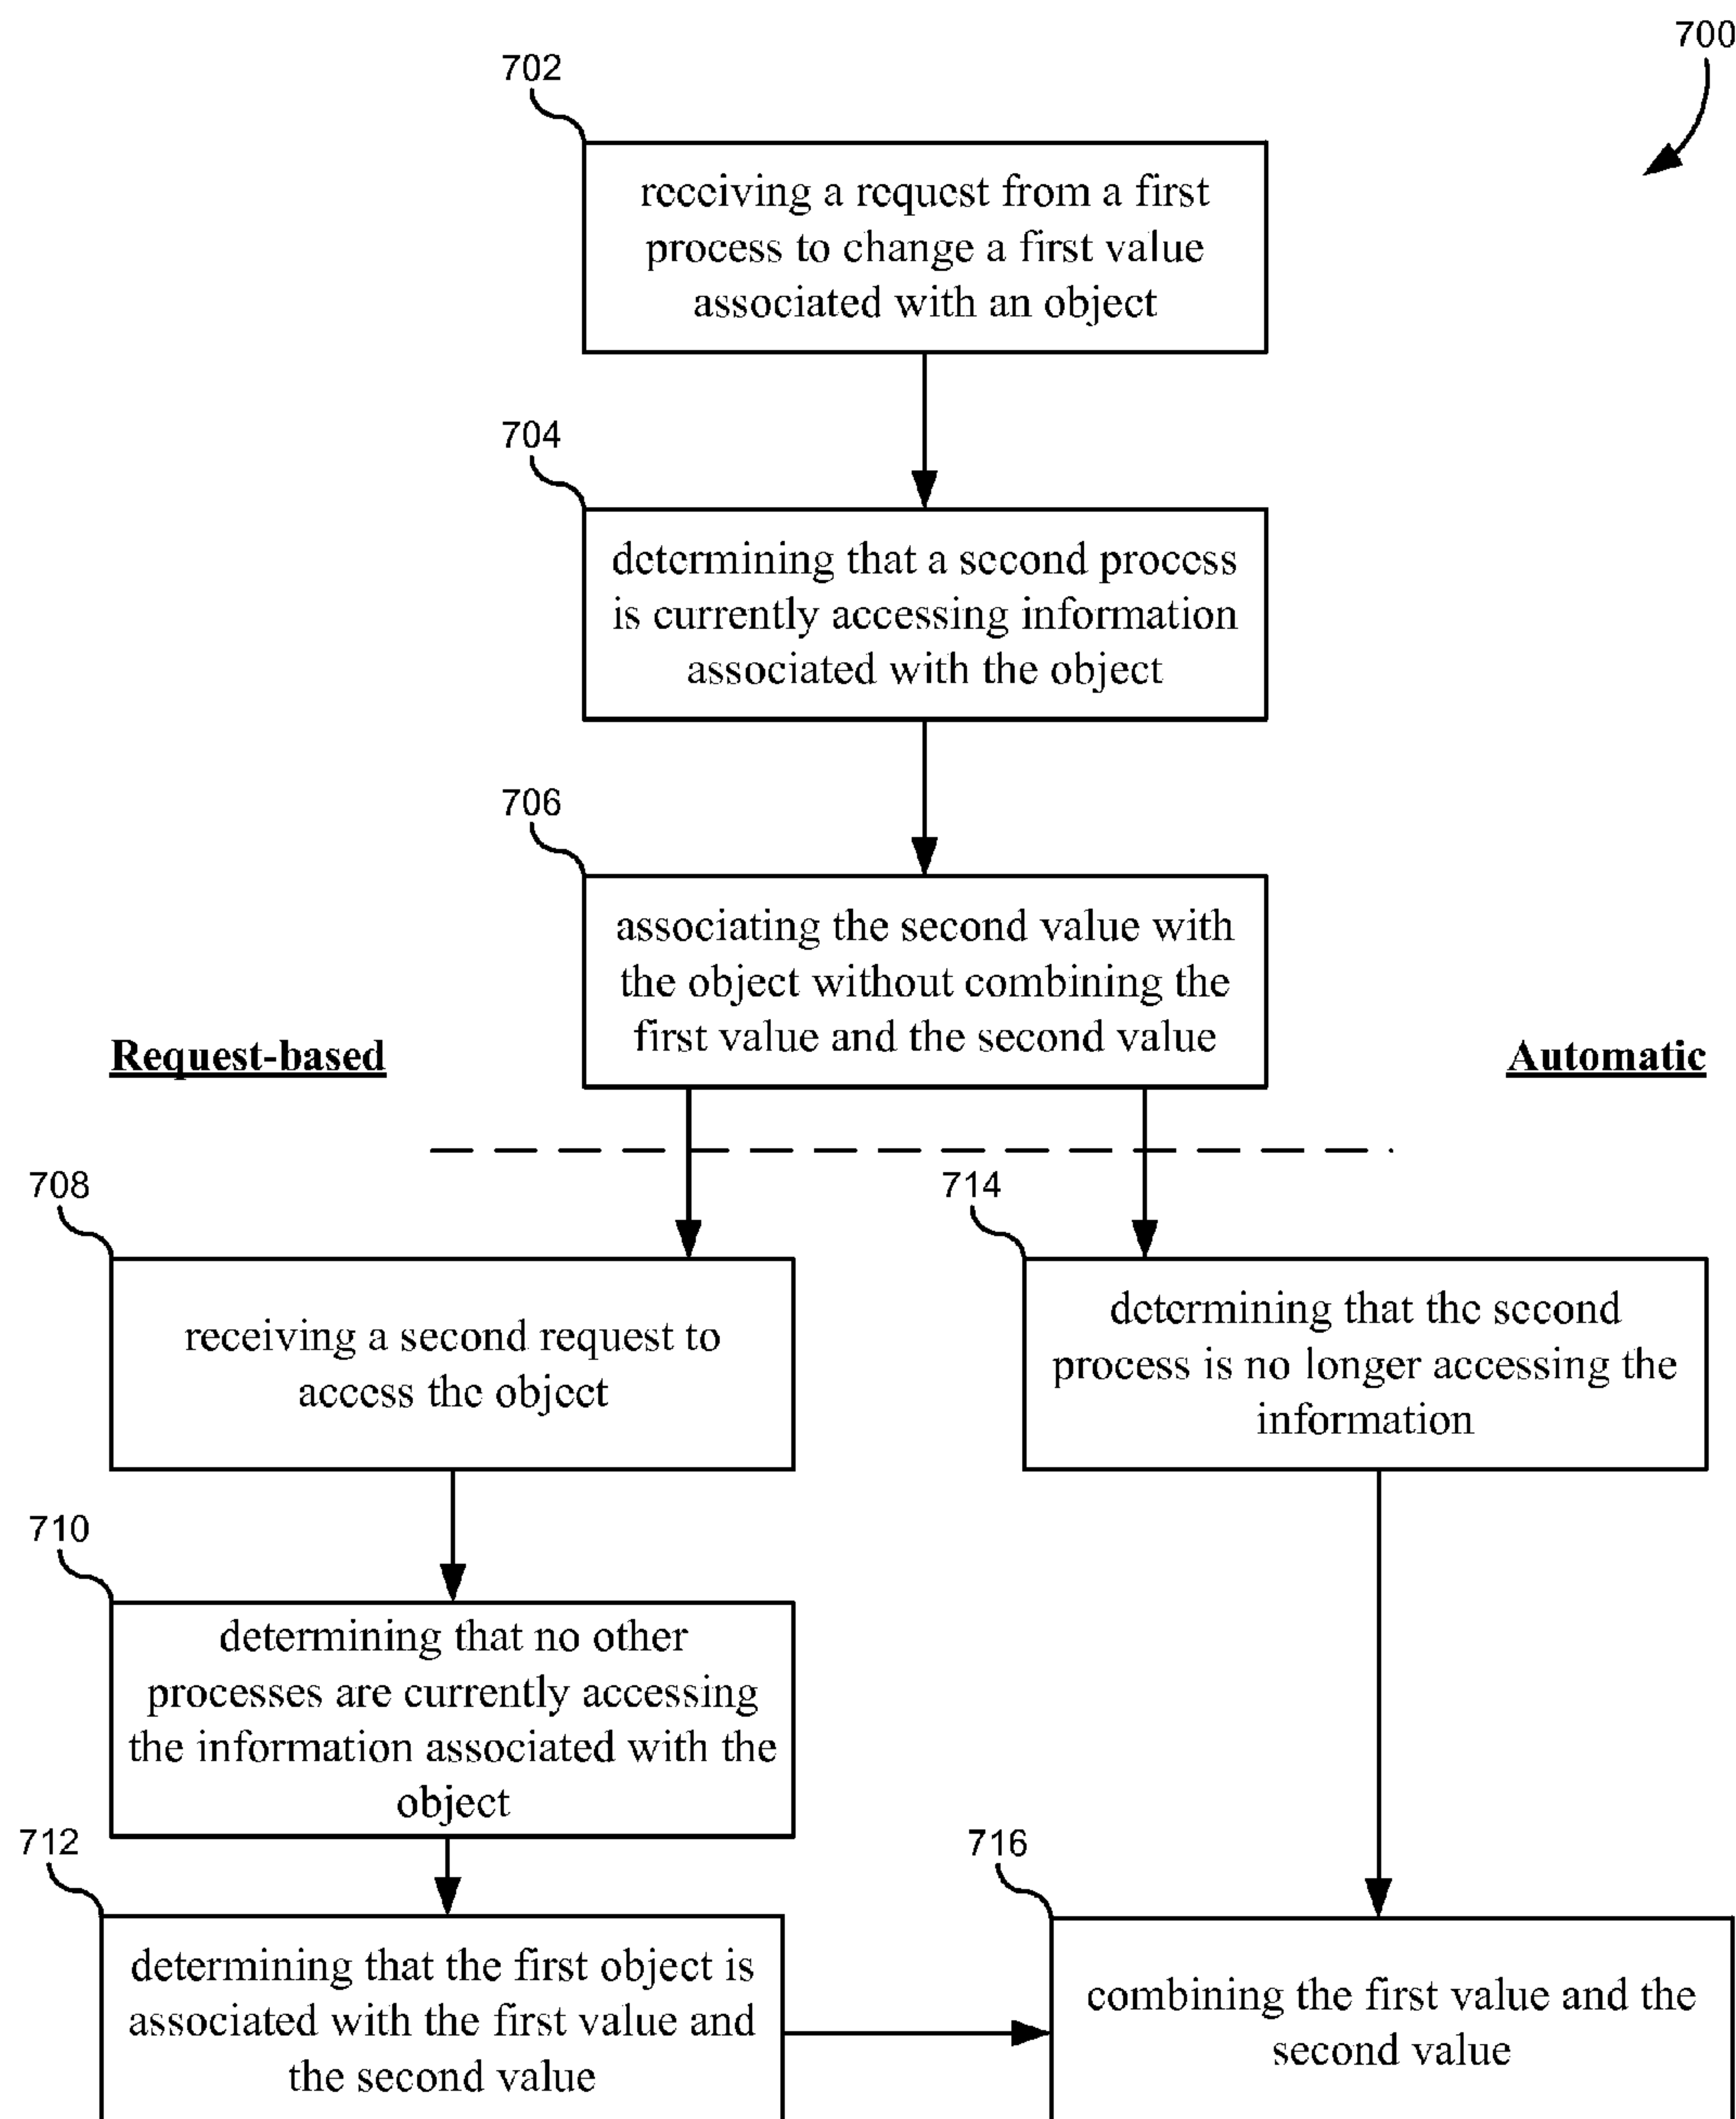 700
702
receiving a request from a first
process to change a first value
associated with an object
704
determining that a second process
is currently accessing information
associated with the object
706
associating the second value with
the object without combining the
first value and the second value
Request-based
Automatic
708
receiving a second request to
access the object
714
determining that the second
process is no longer accessing the
information
710
determining that no other
processes are currently accessing
the information associated with the
object
712
determining that the first object is
associated with the first value and
the second value
716
combining the first value and the
second value